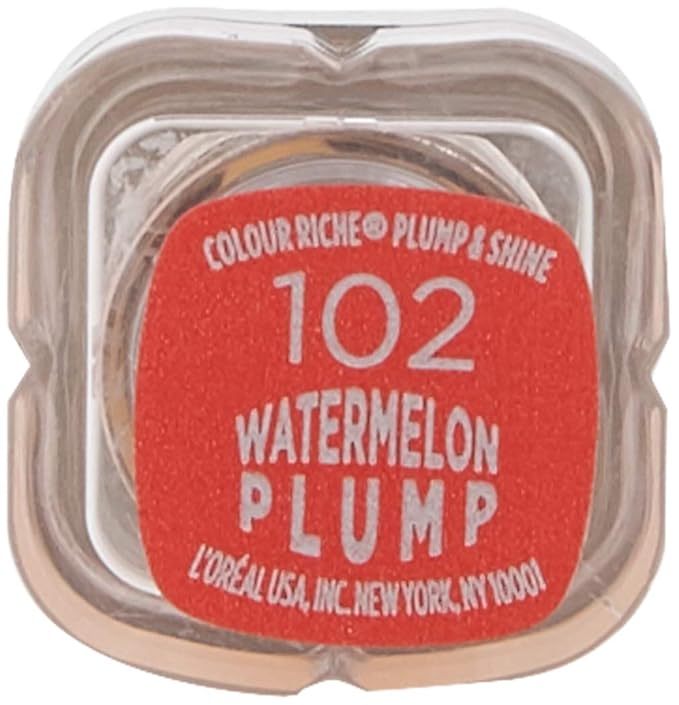 COLOUR RICHE® PLUMP & SHINE
102
WATERMELON
PLUMP
L'ORÉAL USA, INC. NEW YORK, NY 10001